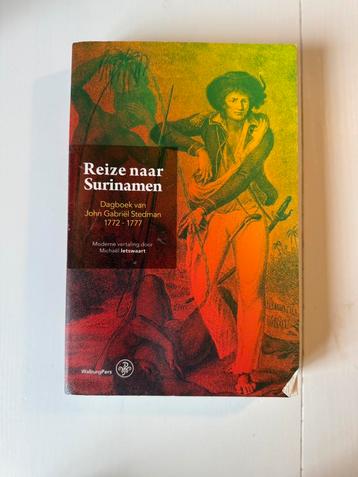 Reize naar
Surinamen
Dagboek van
John Gabriël Stedman
1772 - 1777
Moderne vertaling door
Michaël Ietswaart
WalburgPers